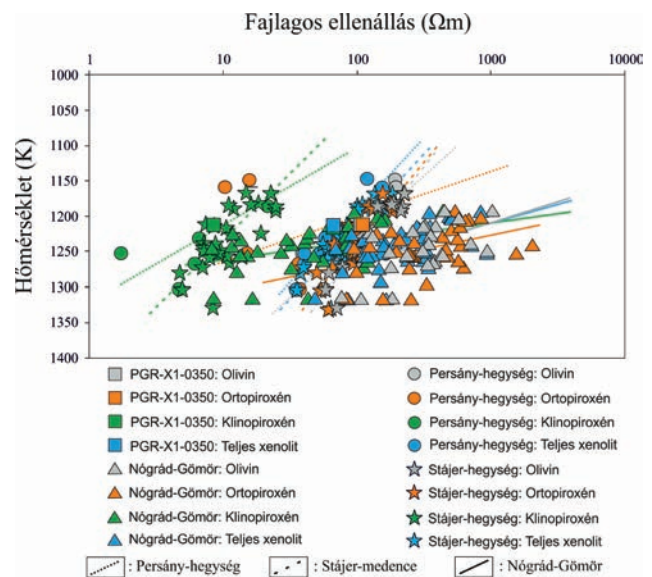 Fajlagos ellenállás (Ωm)
1 10 100 1000 10000
Hőmérséklet (K)
1000
1100
1150
1200
1250
1300
1350
1400
PGR-X1-0350: Olivin
PGR-X1-0350: Ortopiroxén
PGR-X1-0350: Klinopiroxén
PGR-X1-0350: Teljes xenolit
Nógrád-Gömör: Olivin
Nógrád-Gömör: Ortopiroxén
Nógrád-Gömör: Klinopiroxén
Nógrád-Gömör: Teljes xenolit
Persány-hegység: Olivin
Persány-hegység: Ortopiroxén
Persány-hegység: Klinopiroxén
Persány-hegység: Teljes xenolit
Stájer-hegység: Olivin
Stájer-hegység: Ortopiroxén
Stájer-hegység: Klinopiroxén
Stájer-hegység: Teljes xenolit
: Persány-hegység : Stájer-medence : Nógrád-Gömör